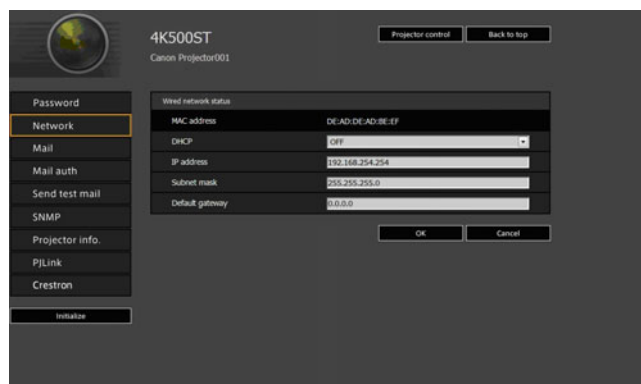 4K500ST
Projector control
Back to top
Canon Projector001
Password
Network
Mail
Mail auth
Send test mail
SNMP
Projector info.
PJLink
Crestron
Initialize
Wired network status
MAC address DE:AD:DE:AD:BE:EF
DHCP OFF
IP address 192.168.254.254
Subnet mask 255.255.255.0
Default gateway 0.0.0.0
OK
Cancel